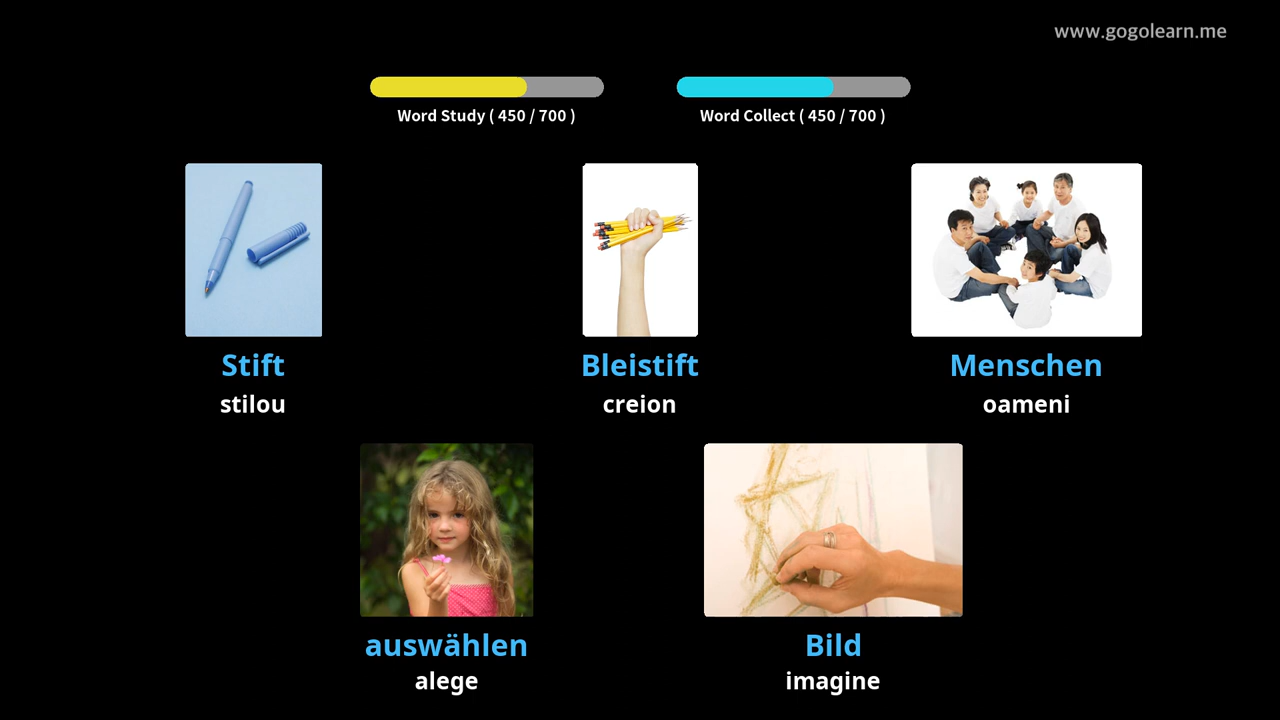 www.gogolearn.me
Word Study ( 450 / 700 )
Word Collect ( 450 / 700 )
Stift
stilou
Bleistift
creion
Menschen
oameni
auswählen
alege
Bild
imagine